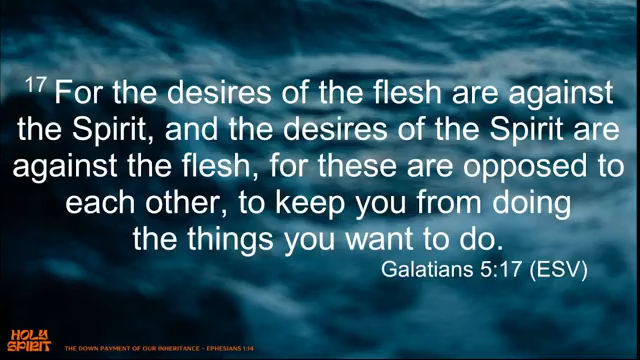 17 For the desires of the flesh are against
the Spirit, and the desires of the Spirit are
against the flesh, for these are opposed to
each other, to keep you from doing
the things you want to do.
Galatians 5:17 (ESV)
HOLY
SPIRIT
THE DOWN PAYMENT OF OUR INHERITANCE – EPHESIANS 1:14